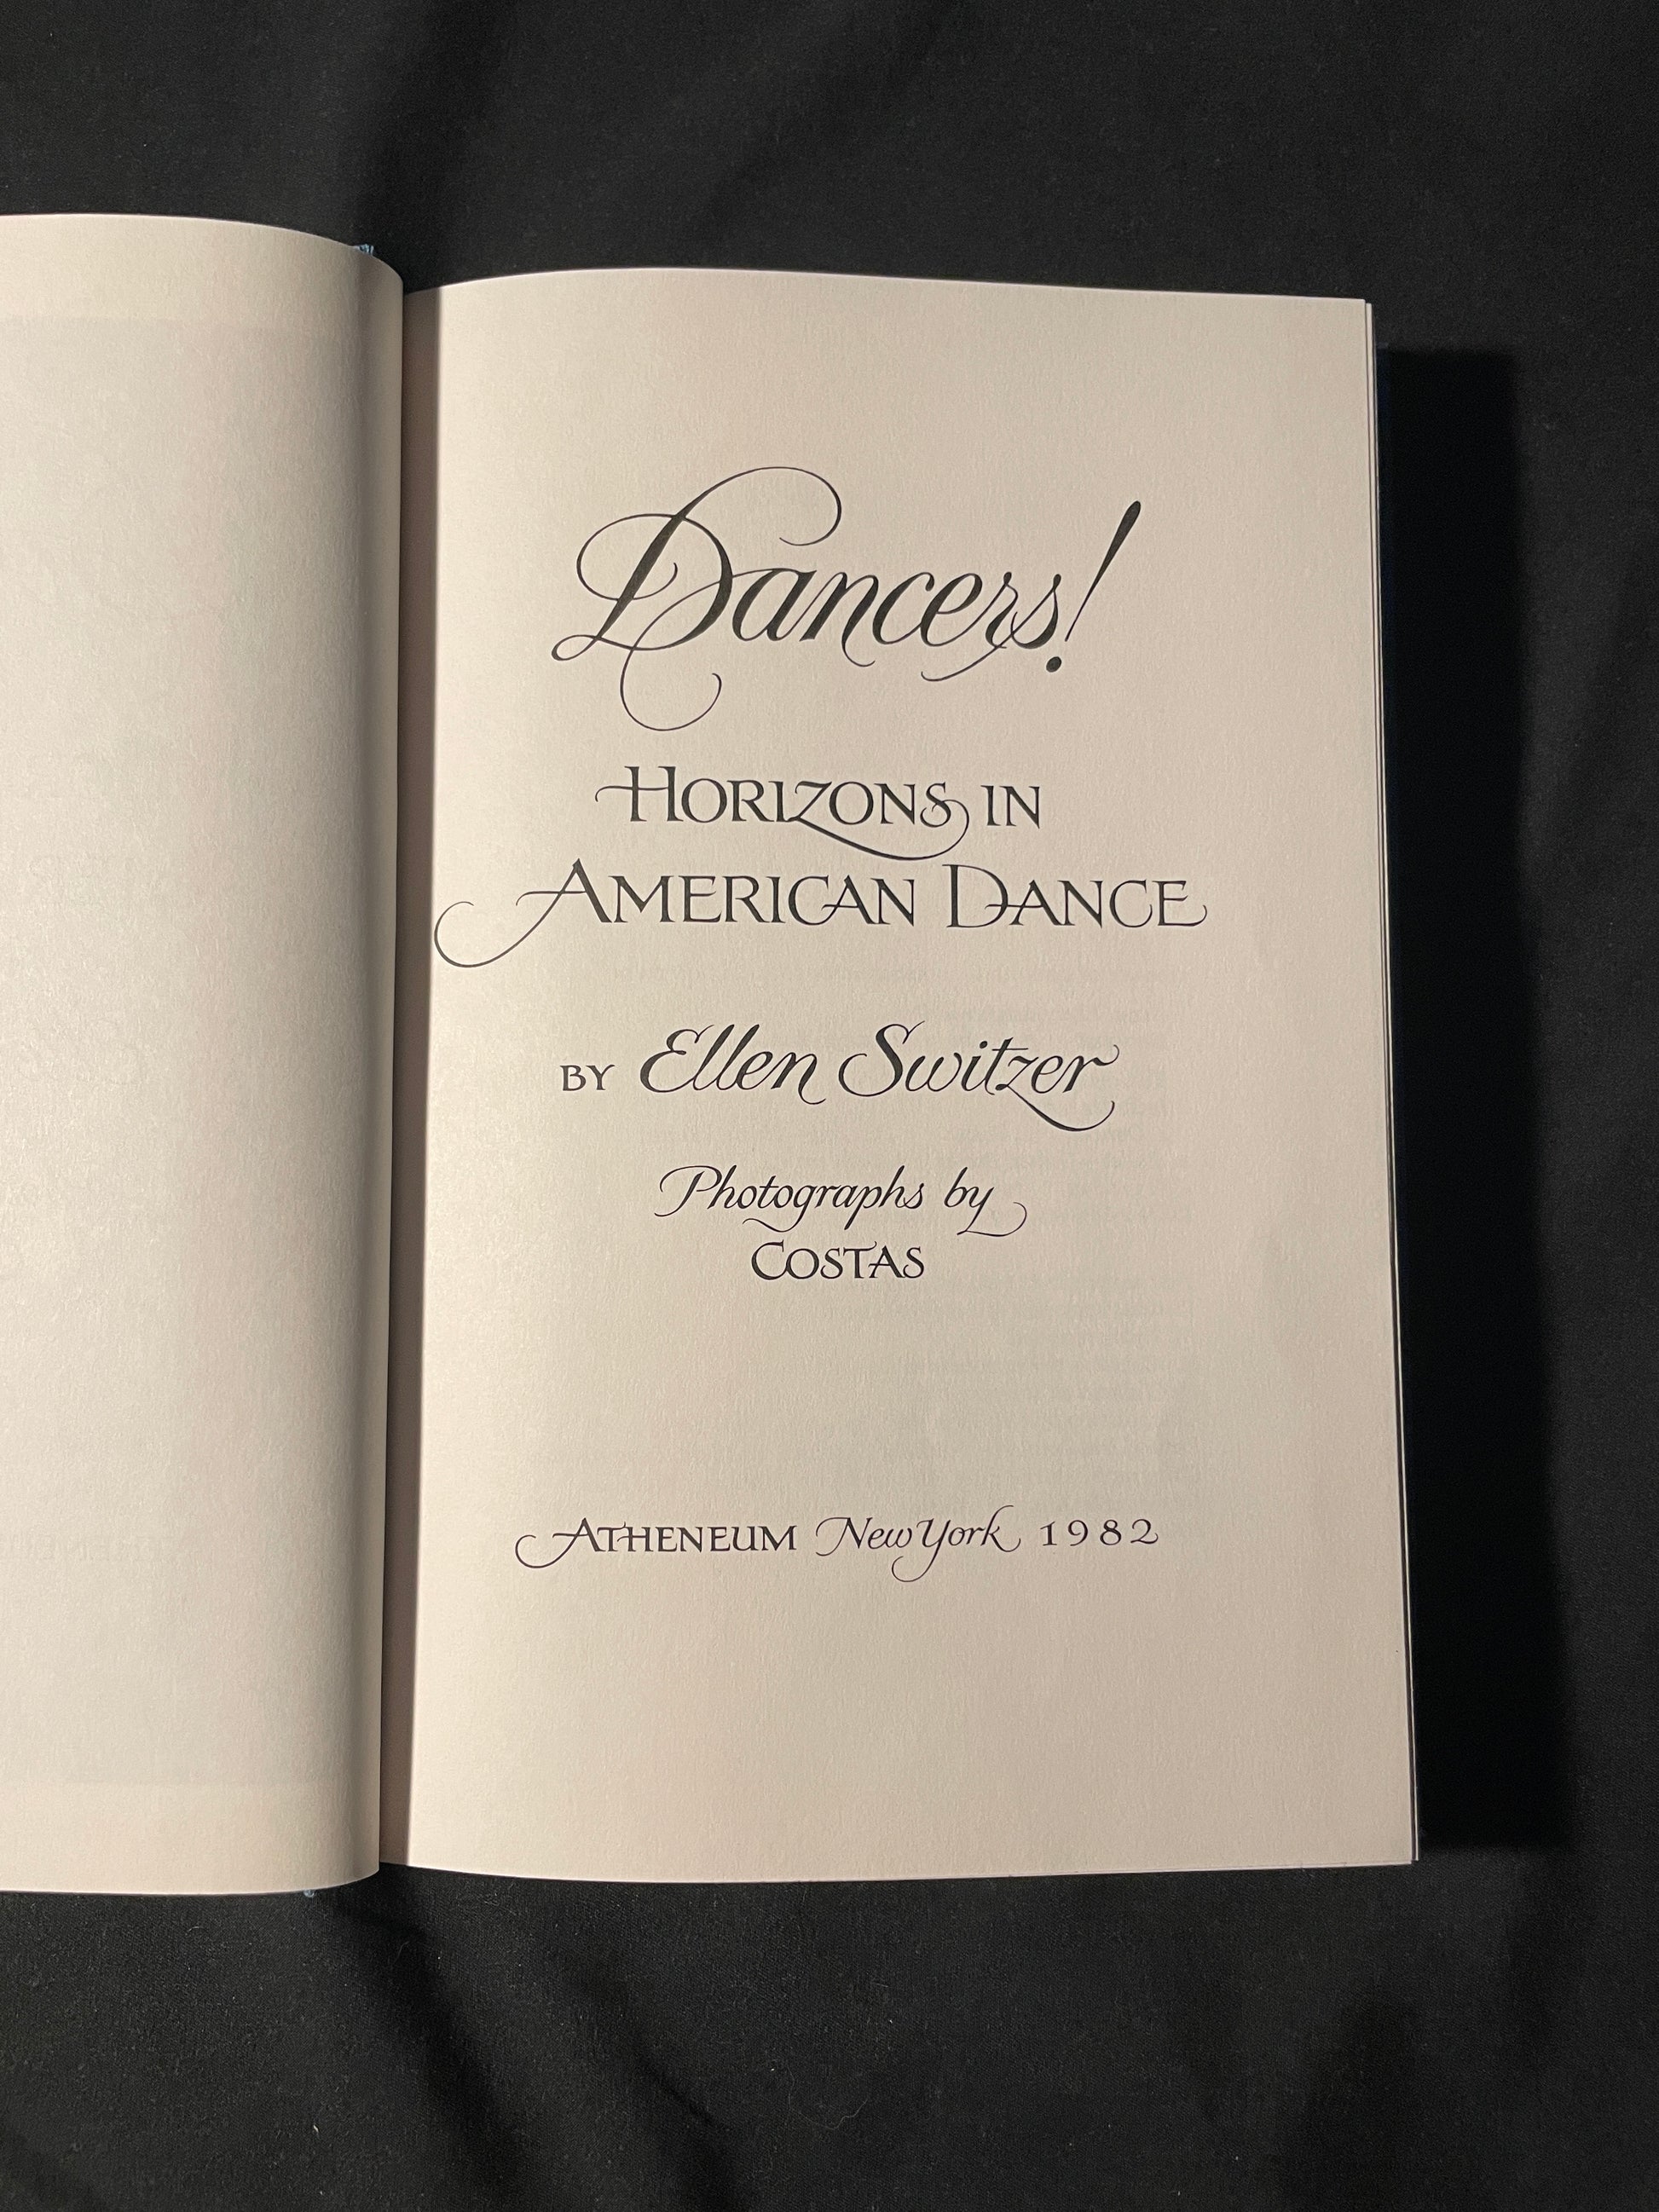 Dancers!
HORIZONS IN
AMERICAN DANCE
BY Ellen Switzer
Photographs by
COSTAS
ATHENEUM New York 1982